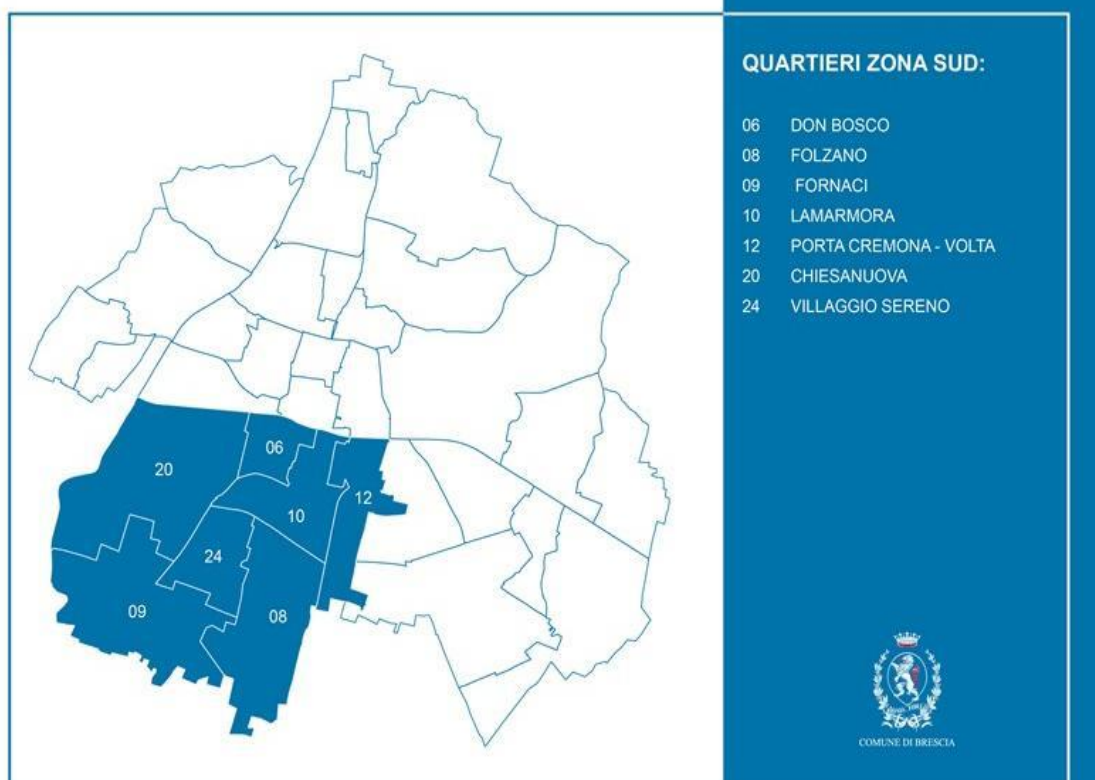 QUARTIERI ZONA SUD:
06 DON BOSCO
08 FOLZANO
09 FORNACI
10 LAMARMORA
12 PORTA CREMONA - VOLTA
20 CHIESANUOVA
24 VILLAGGIO SERENO
06
20
12
10
24
09
08
COMUNE DI BRESCIA